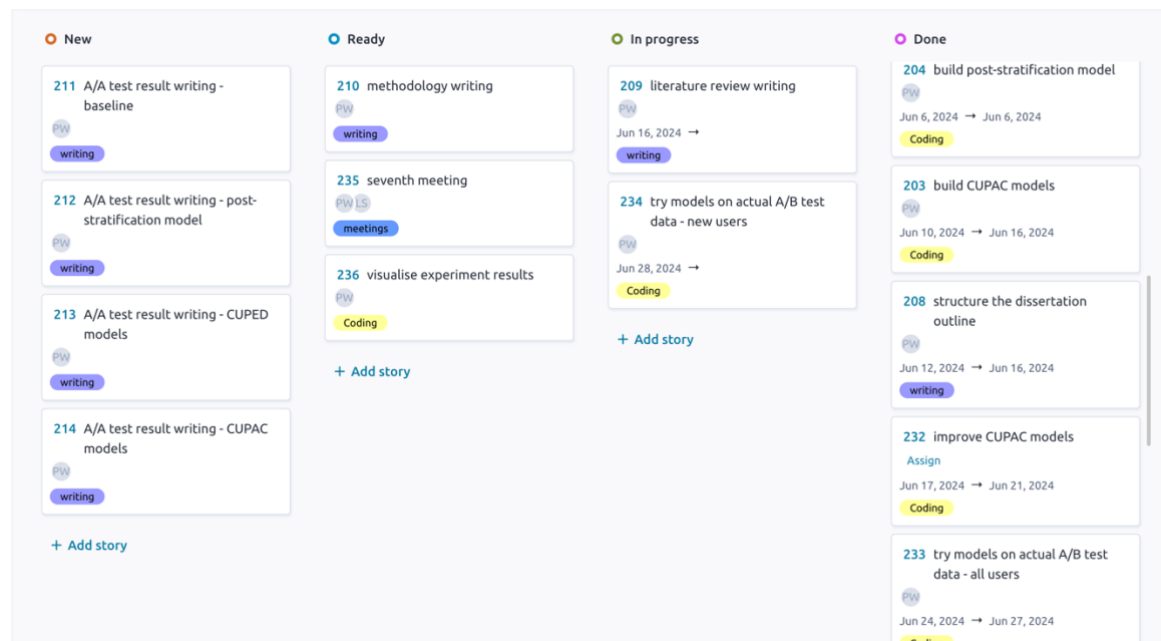 New
211 A/A test result writing -
baseline
PW
writing
212 A/A test result writing - post-
stratification model
PW
writing
213 A/A test result writing - CUPED
models
PW
writing
214 A/A test result writing - CUPAC
models
PW
writing
+ Add story
Ready
210 methodology writing
PW
writing
235 seventh meeting
PW LS
meetings
236 visualise experiment results
PW
Coding
+ Add story
In progress
209 literature review writing
PW
Jun 16, 2024 →
writing
234 try models on actual A/B test
data - new users
PW
Jun 28, 2024 →
Coding
+ Add story
Done
204 build post-stratification model
PW
Jun 6, 2024 → Jun 6, 2024
Coding
203 build CUPAC models
PW
Jun 10, 2024 → Jun 16, 2024
Coding
208 structure the dissertation
outline
PW
Jun 12, 2024 → Jun 16, 2024
writing
232 improve CUPAC models
Assign
Jun 17, 2024 → Jun 21, 2024
Coding
233 try models on actual A/B test
data - all users
PW
Jun 24, 2024 → Jun 27, 2024